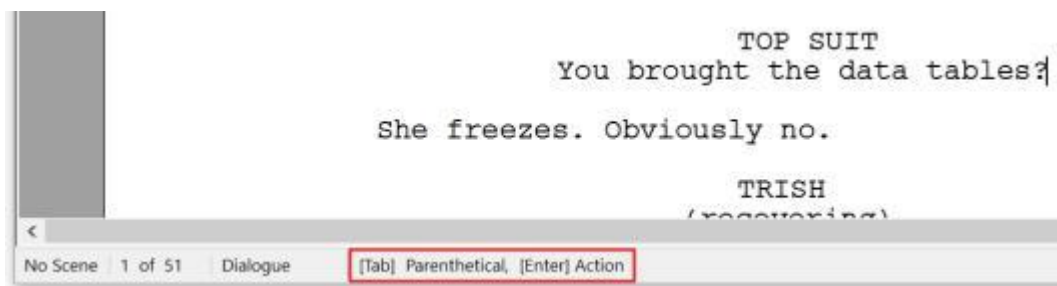 TOP SUIT
You brought the data tables?
She freezes. Obviously no.
TRISH
(recovering)
No Scene 1 of 51 Dialogue [Tab] Parenthetical, [Enter] Action